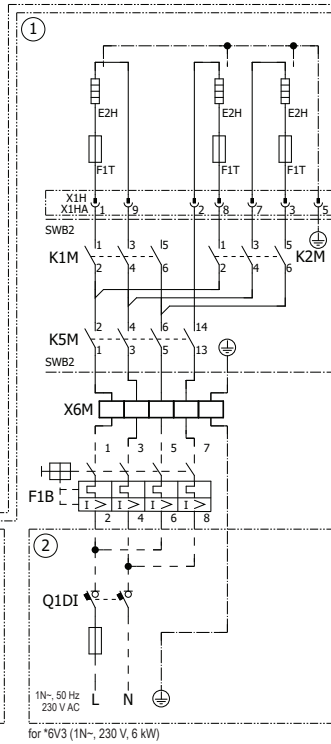 1
E2H E2H E2H
F1T F1T F1T
X1H
X1HA 1 9 2 8 7 3 5
SWB2
K1M 1 3 5 1 3 5 K2M
2 4 6 2 4 6
K5M 2 4 6 14
1 3 5 13
SWB2
X6M
1 3 5 7
F1B
I > I > I > I >
2 4 6 8
2
Q1DI
1N~, 50 Hz
230 V AC
L N
for *6V3 (1N~, 230 V, 6 kW)